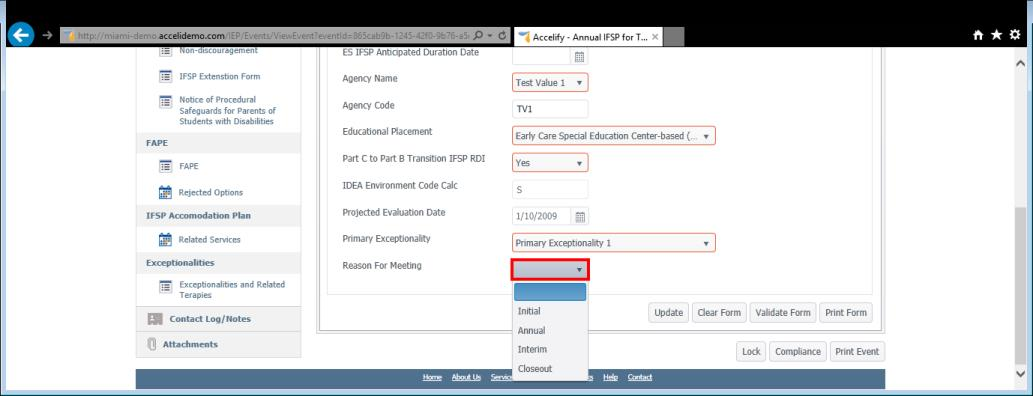 http://miami-demo.accelidemo.com/IEP/Events/ViewEvent?eventId=865cab9b-1245-42f0-9b76-a5
Accelify - Annual IFSP for T...
Non-discouragement
IFSP Extenstion Form
Notice of Procedural
Safeguards for Parents of
Students with Disabilities
FAPE
FAPE
Rejected Options
IFSP Accomodation Plan
Related Services
Exceptionalities
Exceptionalities and Related
Terapies
Contact Log/Notes
Attachments
ES IFSP Anticipated Duration Date
Agency Name
Test Value 1
Agency Code
TV1
Educational Placement
Early Care Special Education Center-based (...
Part C to Part B Transition IFSP RDI
Yes
IDEA Environment Code Calc
S
Projected Evaluation Date
1/10/2009
Primary Exceptionality
Primary Exceptionality 1
Reason For Meeting
Initial
Annual
Interim
Closeout
Update Clear Form Validate Form Print Form
Lock Compliance Print Event
Home About Us Help Contact